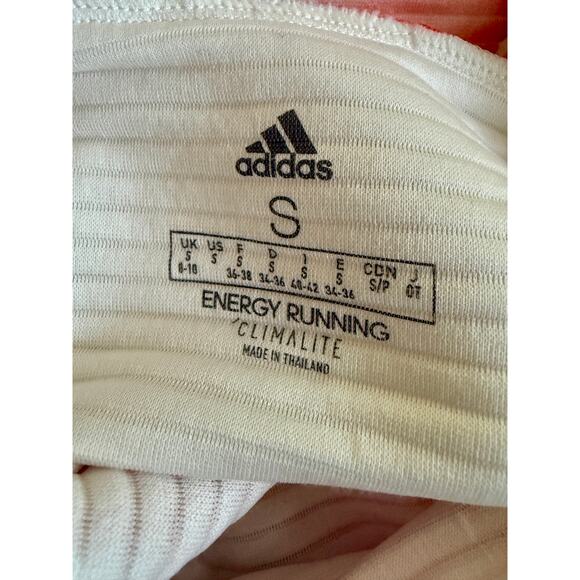 adidas
S
UK US F D I E CDN J
S S S S S S S/P OT
8-10 36-38 34-36 40-42 34-36
ENERGY RUNNING
CLIMALITE
MADE IN THAILAND